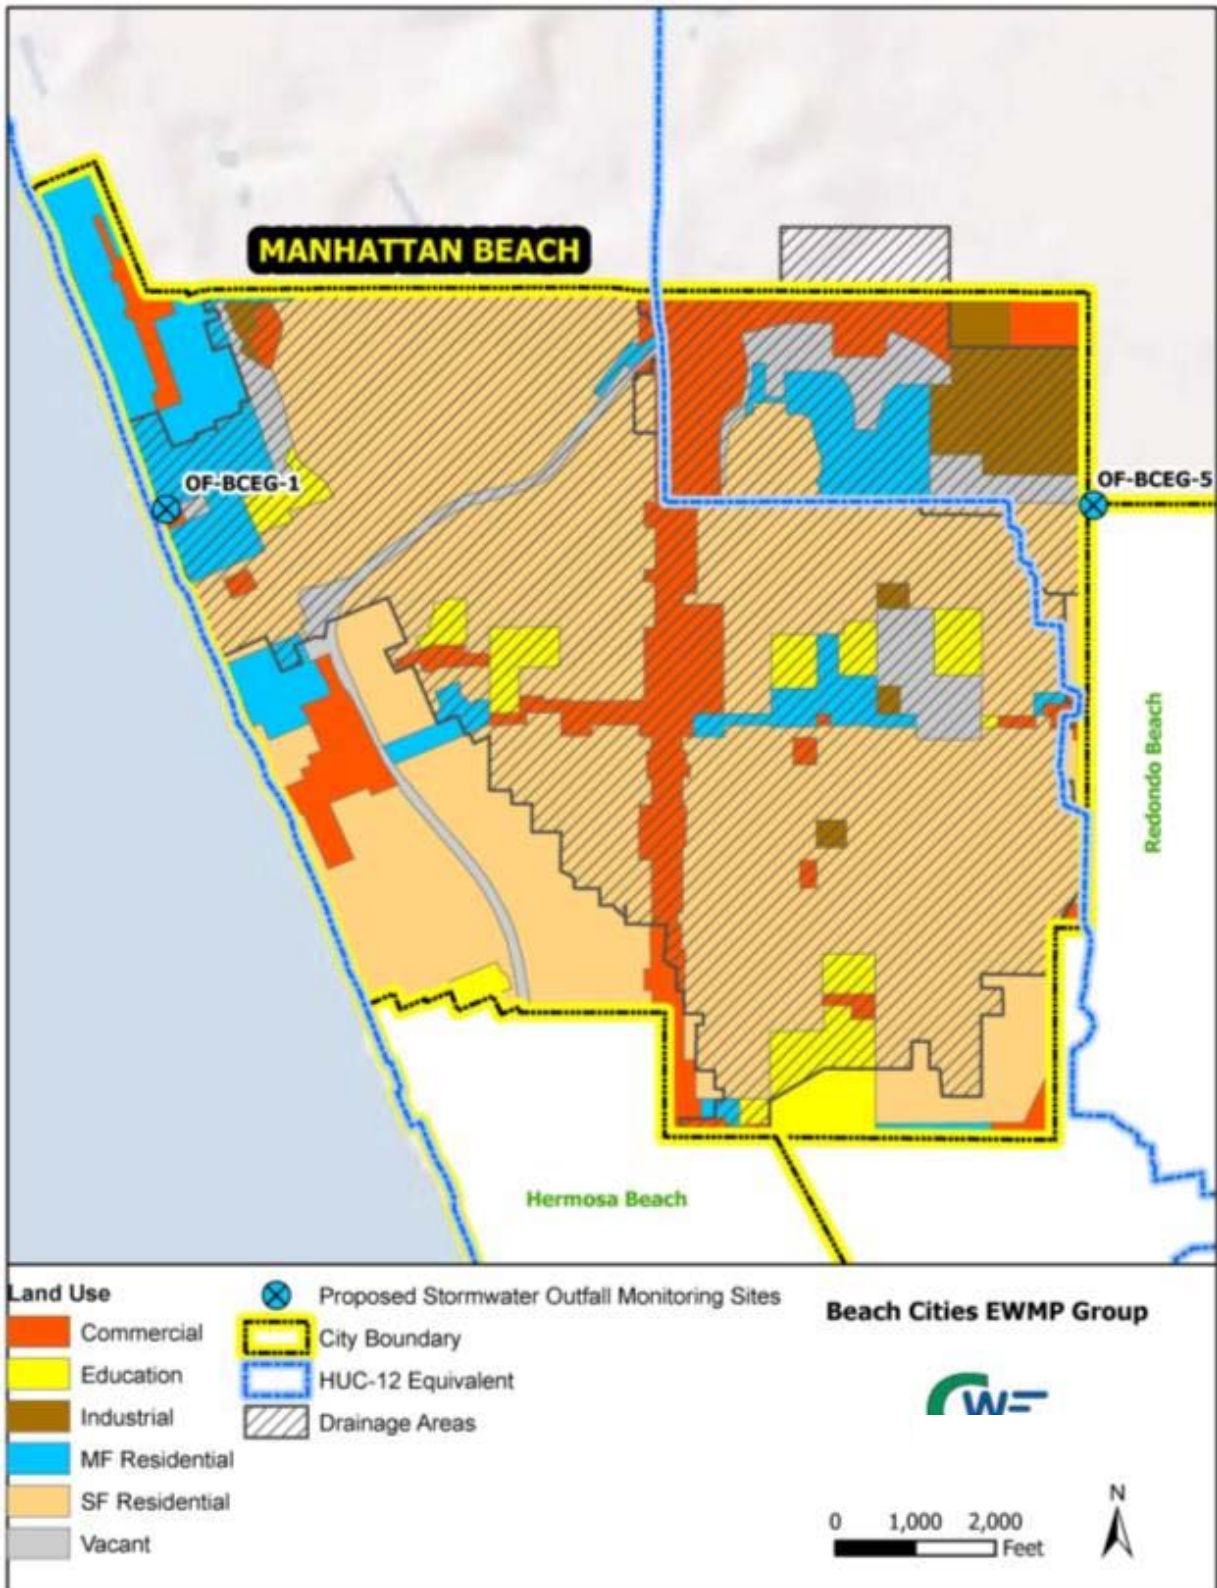 MANHATTAN BEACH
OF-BCEG-1
OF-BCEG-5
Redondo Beach
Hermosa Beach
Land Use
Commercial
Education
Industrial
MF Residential
SF Residential
Vacant
Proposed Stormwater Outfall Monitoring Sites
City Boundary
HUC-12 Equivalent
Drainage Areas
Beach Cities EWMP Group
N
0 1,000 2,000
Feet